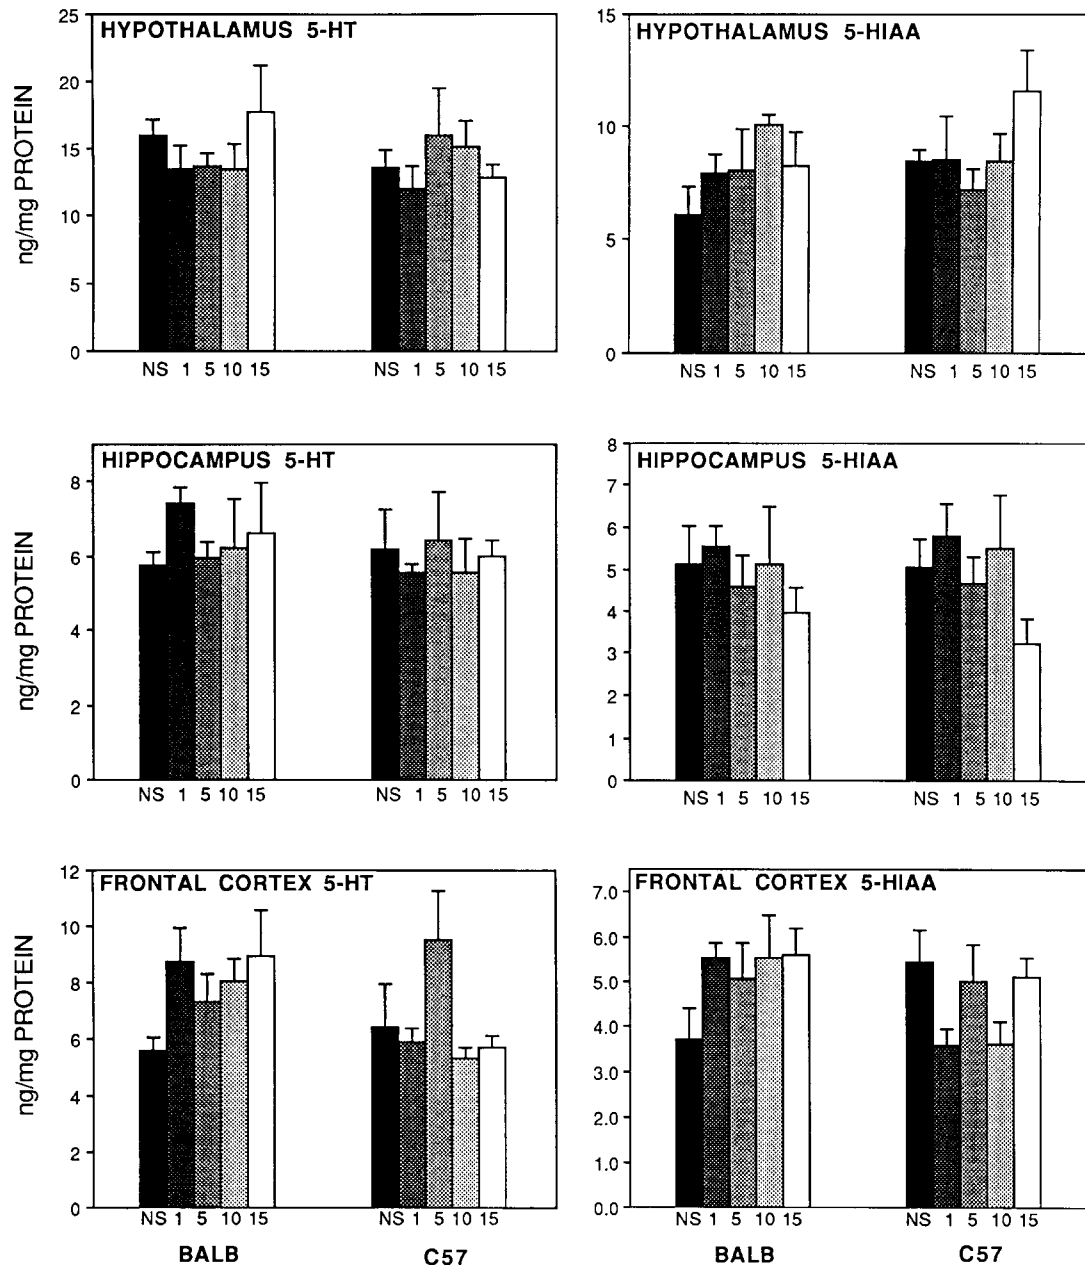 HYPOTHALAMUS 5-HT
25
20
15
10
5
0
ng/mg PROTEIN
NS 1 5 10 15
NS 1 5 10 15
HYPOTHALAMUS 5-HIAA
15
10
5
0
NS 1 5 10 15
NS 1 5 10 15
HIPPOCAMPUS 5-HT
8
6
4
2
0
ng/mg PROTEIN
NS 1 5 10 15
NS 1 5 10 15
HIPPOCAMPUS 5-HIAA
8
7
6
5
4
3
2
1
0
NS 1 5 10 15
NS 1 5 10 15
FRONTAL CORTEX 5-HT
12
10
8
6
4
2
0
ng/mg PROTEIN
NS 1 5 10 15
NS 1 5 10 15
BALB
C57
FRONTAL CORTEX 5-HIAA
7.0
6.0
5.0
4.0
3.0
2.0
1.0
0.0
NS 1 5 10 15
NS 1 5 10 15
BALB
C57